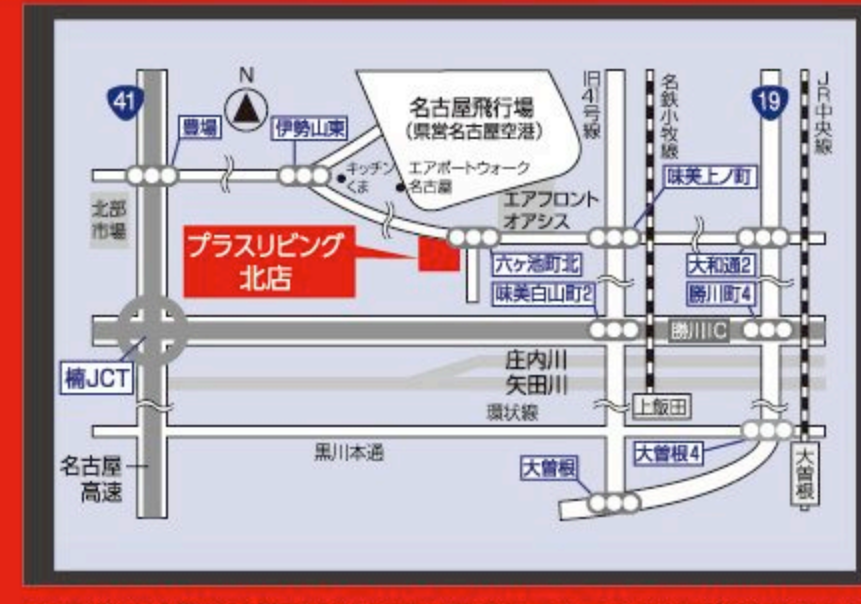 41
N
豊場
伊勢山東
名古屋飛行場
(県営名古屋空港)
旧41号線
名鉄小牧線
19
JR中央線
キッチン
くま
エアポートウォーク
名古屋
味美上ノ町
北部
市場
エアフロント
オアシス
プラスリビング
北店
六ヶ池町北
大和通2
味美白山町2
勝川町4
勝川IC
楠JCT
庄内川
矢田川
上飯田
環状線
黒川本通
名古屋
高速
大曽根
大曽根4
大曽根